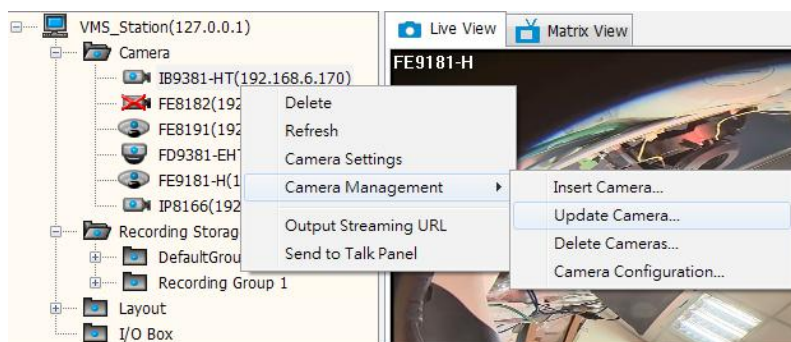 VMS_Station(127.0.0.1)
Camera
IB9381-HT(192.168.6.170)
FE8182(192
FE8191(192
FD9381-EHT
FE9181-H(1
IP8166(192
Recording Storag
DefaultGrou
Recording Group 1
Layout
I/O Box
Delete
Refresh
Camera Settings
Camera Management
Output Streaming URL
Send to Talk Panel
Live View
Matrix View
FE9181-H
Insert Camera...
Update Camera...
Delete Cameras...
Camera Configuration...